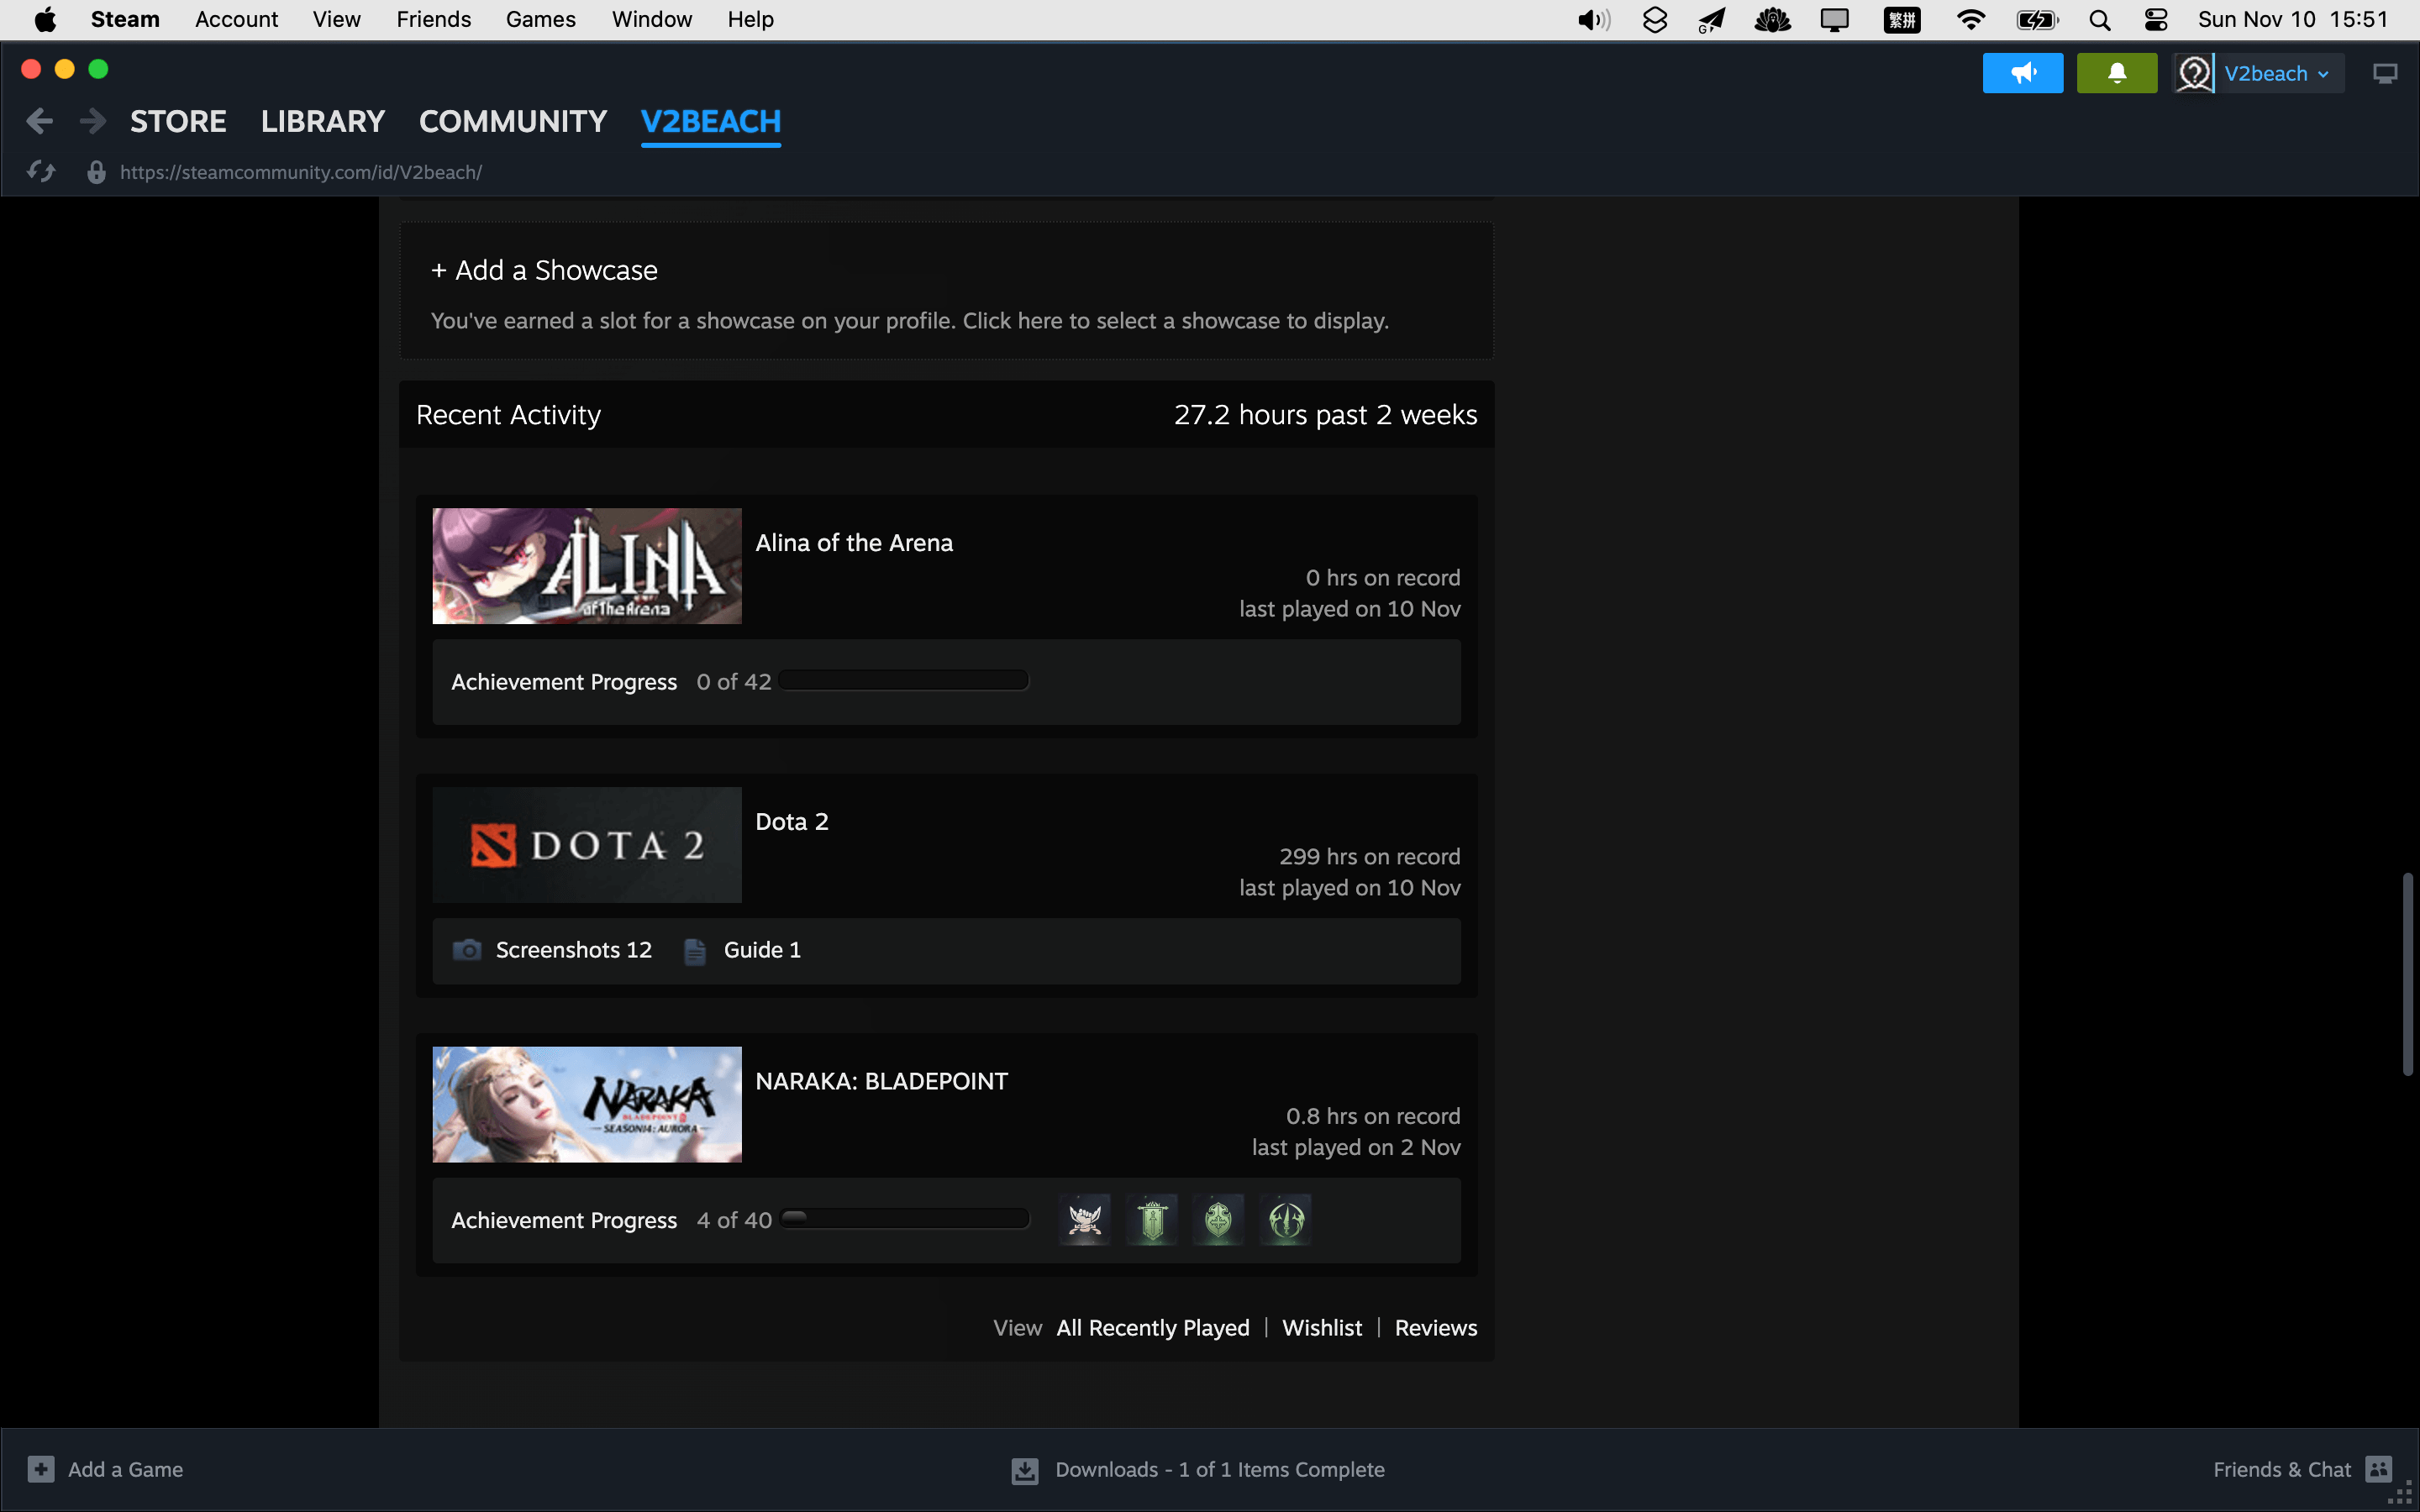 Steam Account View Friends Games Window Help 繁拼 Sun Nov 10 15:51
V2beach
STORE LIBRARY COMMUNITY V2BEACH
https://steamcommunity.com/id/V2beach/
+ Add a Showcase
You've earned a slot for a showcase on your profile. Click here to select a showcase to display.
Recent Activity 27.2 hours past 2 weeks
ALINA
of the Arena
Alina of the Arena
0 hrs on record
last played on 10 Nov
Achievement Progress 0 of 42
DOTA 2
Dota 2
299 hrs on record
last played on 10 Nov
Screenshots 12 Guide 1
NARAKA
BLADEPOINT
SEASON14: AURORA
NARAKA: BLADEPOINT
0.8 hrs on record
last played on 2 Nov
Achievement Progress 4 of 40
View All Recently Played | Wishlist | Reviews
Add a Game Downloads - 1 of 1 Items Complete Friends & Chat